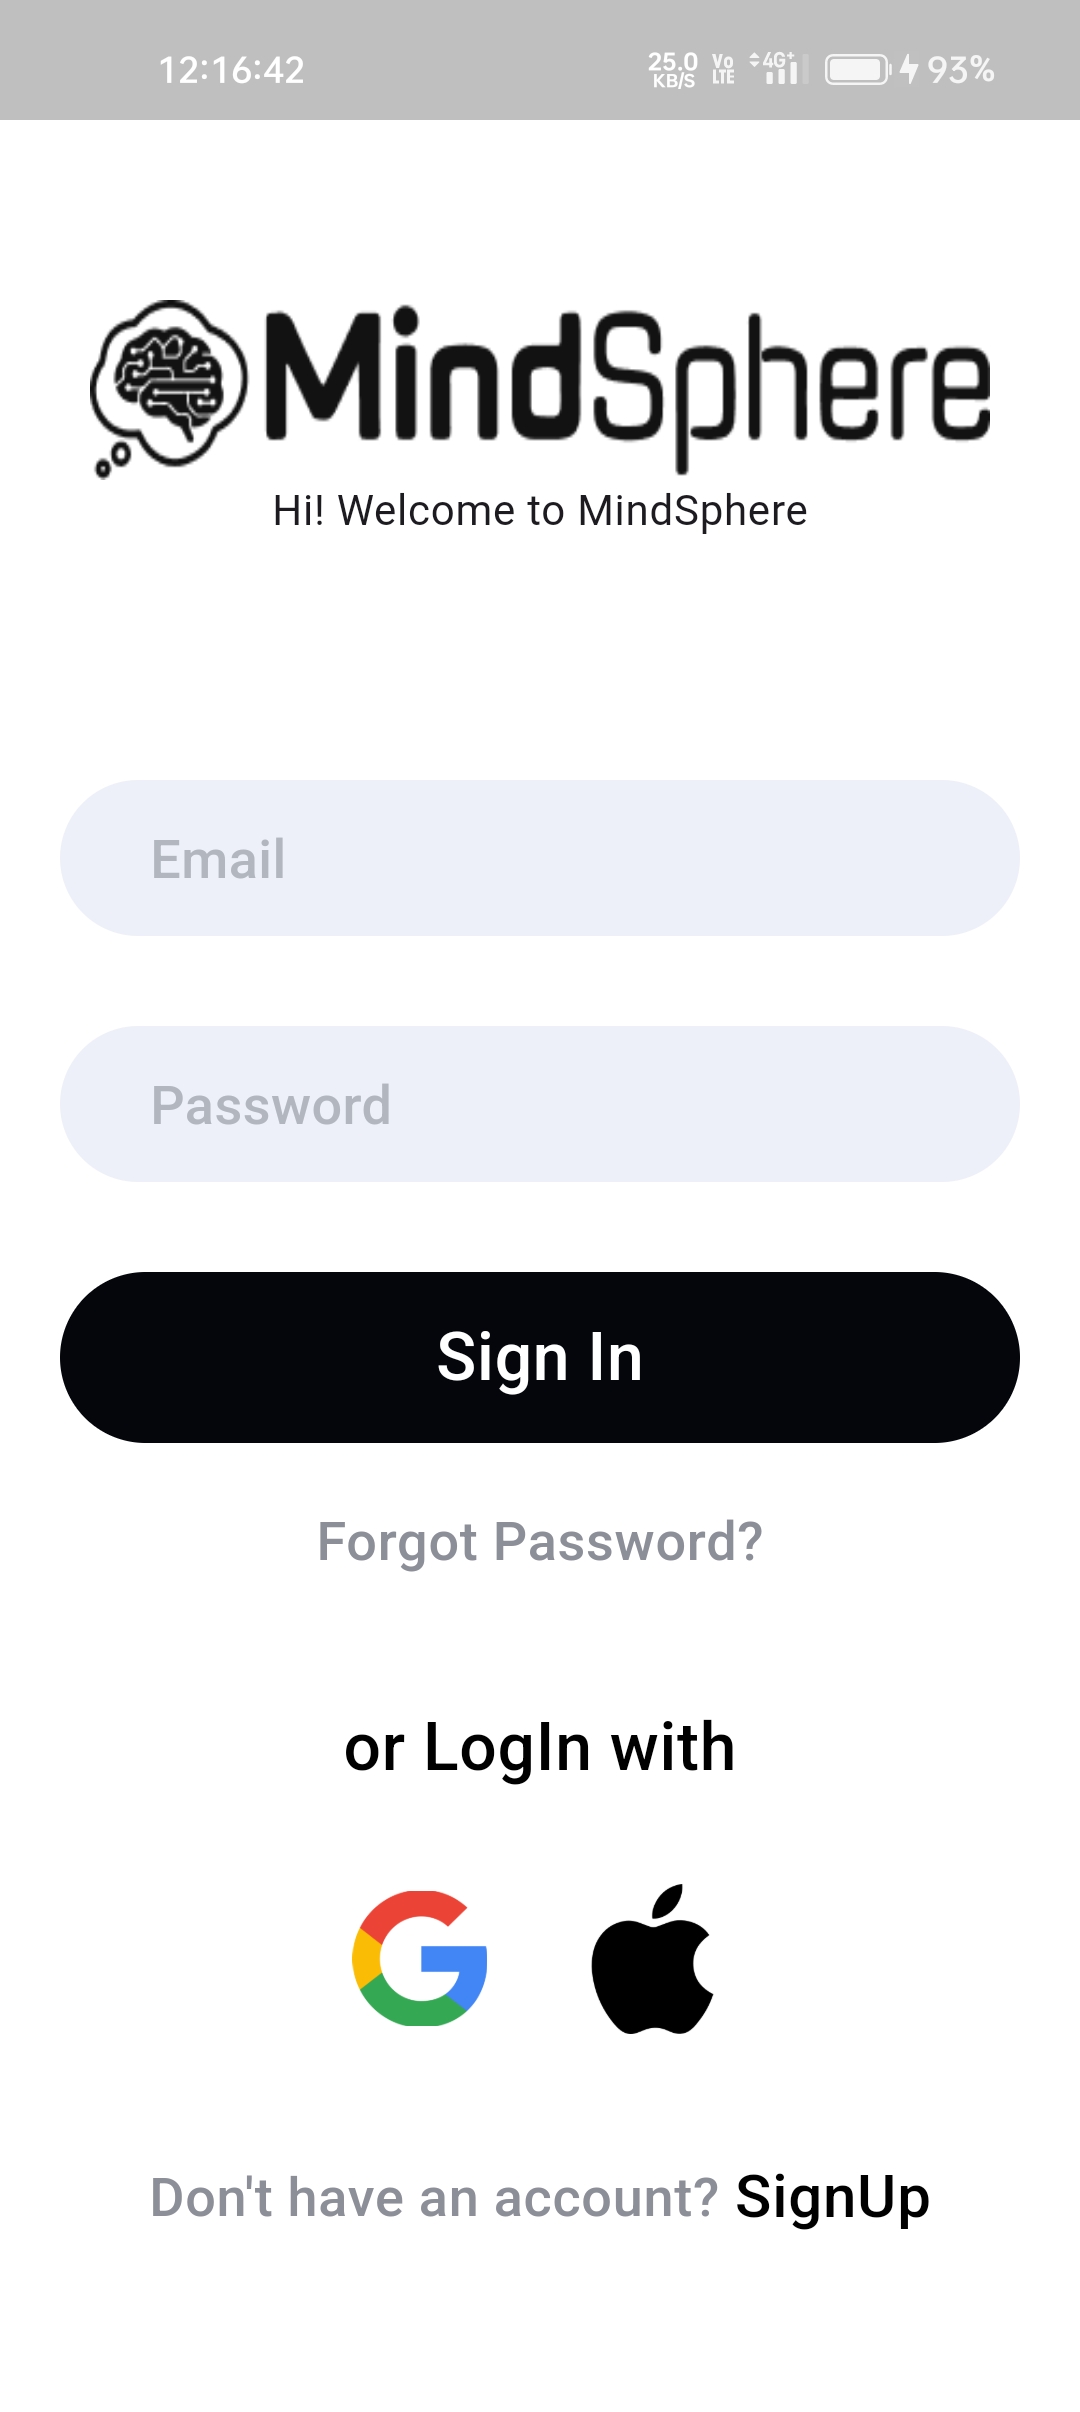 12:16:42 25.0 KB/S Vo LTE 4G+ 93%
MindSphere
Hi! Welcome to MindSphere
Email
Password
Sign In
Forgot Password?
or LogIn with
Don't have an account? SignUp